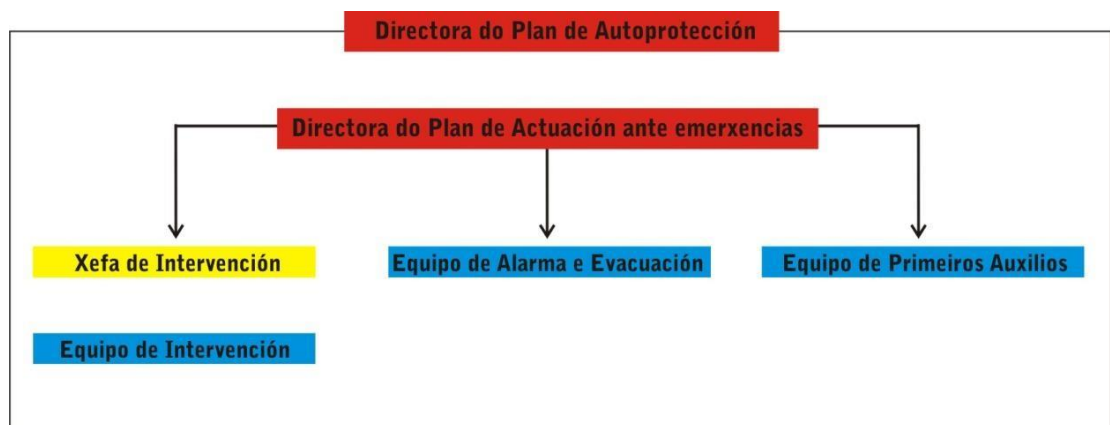 Directora do Plan de Autoprotección
Directora do Plan de Actuación ante emerxencias
Xefa de Intervención
Equipo de Alarma e Evacuación
Equipo de Primeiros Auxilios
Equipo de Intervención